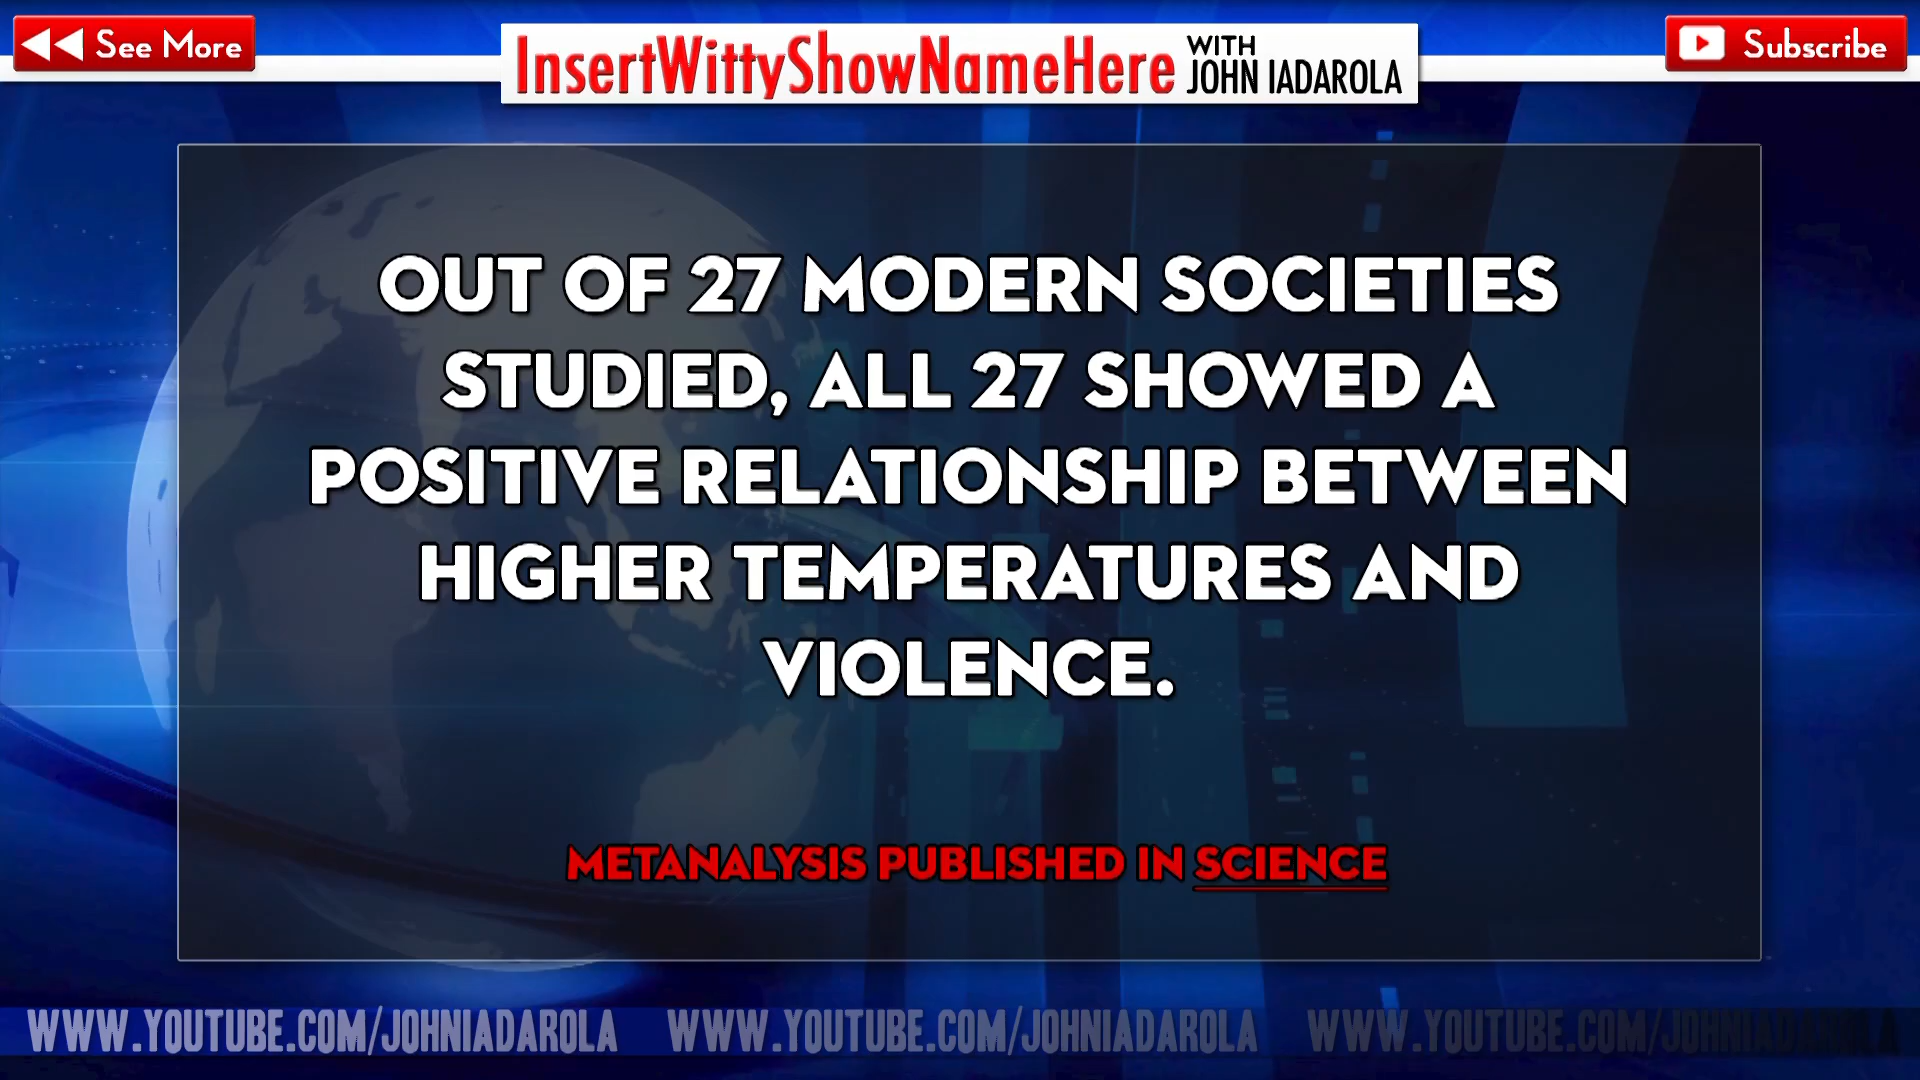 See More
InsertWittyShowNameHere WITH JOHN IADAROLA
Subscribe
OUT OF 27 MODERN SOCIETIES
STUDIED, ALL 27 SHOWED A
POSITIVE RELATIONSHIP BETWEEN
HIGHER TEMPERATURES AND
VIOLENCE.
METANALYSIS PUBLISHED IN SCIENCE
WWW.YOUTUBE.COM/JOHNIADAROLA WWW.YOUTUBE.COM/JOHNIADAROLA WWW.YOUTUBE.COM/JOHNIADAROLA